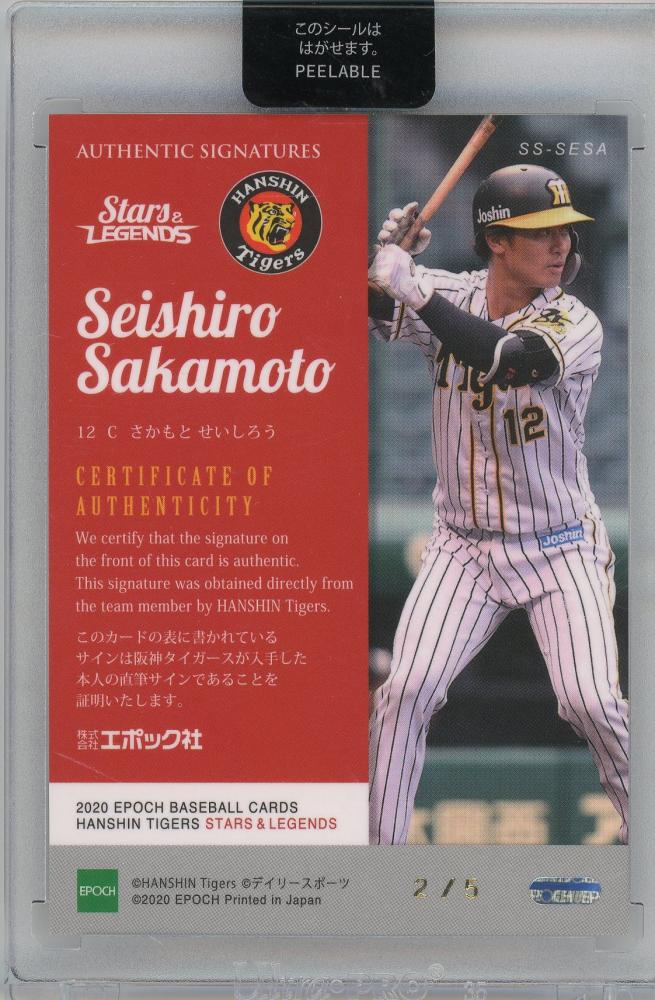 このシールは
はがせます。
PEELABLE
AUTHENTIC SIGNATURES
SS-SESA
Stars &
LEGENDS
HANSHIN
Tigers
Joshin
Seishiro
Sakamoto
12 C さかもと せいしろう
12
Joshin
CERTIFICATE OF
AUTHENTICITY
We certify that the signature on
the front of this card is authentic.
This signature was obtained directly from
the team member by HANSHIN Tigers.
このカードの表に書かれている
サインは阪神タイガースが入手した
本人の直筆サインであることを
証明いたします。
株式会社エポック社
2020 EPOCH BASEBALL CARDS
HANSHIN TIGERS STARS & LEGENDS
EPOCH
©HANSHIN Tigers ©デイリースポーツ
©2020 EPOCH Printed in Japan
2 / 5